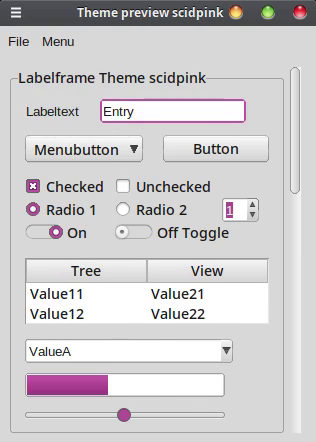 Theme preview scidpink
File Menu
Labelframe Theme scidpink
Labeltext Entry
Menubutton Button
Checked Unchecked
Radio 1 Radio 2 1
On Off Toggle
Tree View
Value11 Value21
Value12 Value22
ValueA